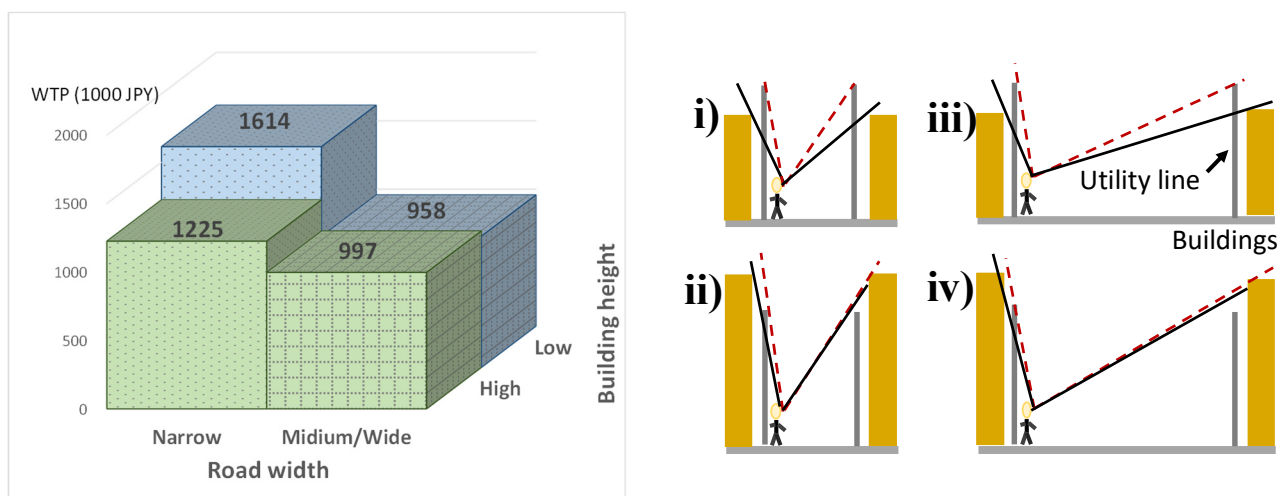 WTP (1000 JPY)
2000
1500
1000
500
0
1614
958
1225
997
Low
High
Building height
Narrow
Midium/Wide
Road width
i)
iii)
Utility line
Buildings
ii)
iv)